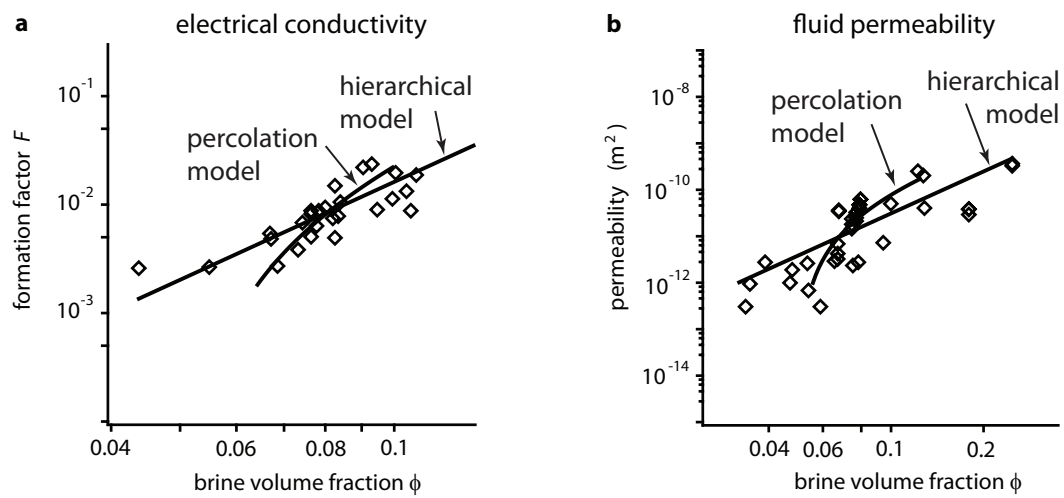 a electrical conductivity
formation factor F
10⁻¹
10⁻²
10⁻³
percolation
model
hierarchical
model
0.04
0.06
0.08
0.1
brine volume fraction ϕ
b fluid permeability
permeability (m²)
10⁻⁸
10⁻¹⁰
10⁻¹²
10⁻¹⁴
percolation
model
hierarchical
model
0.04
0.06
0.1
0.2
brine volume fraction ϕ